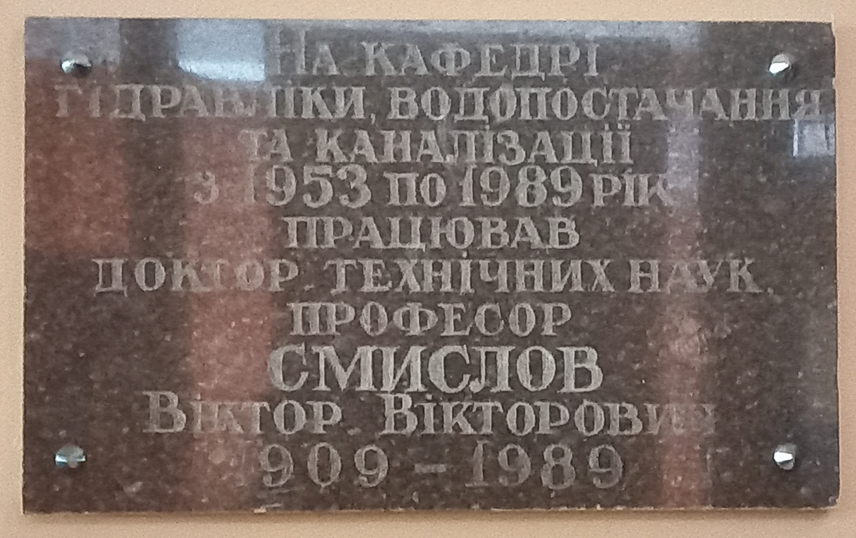 На кафедрі
гідравліки, водопостачання
та каналізації
з 1953 по 1989 рік
працював
доктор технічних наук
професор
СМИСЛОВ
Віктор Вікторович
1909 – 1989